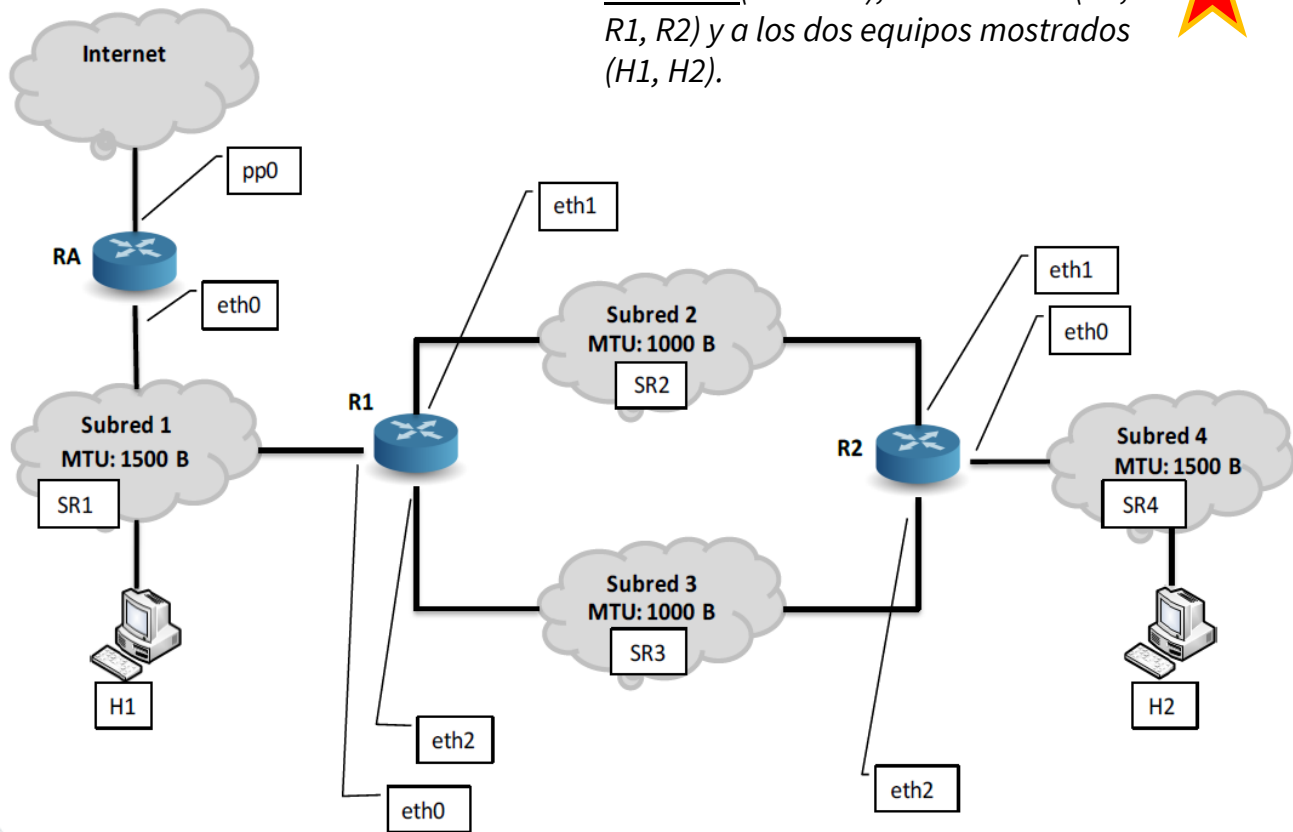 R1, R2) y a los dos equipos mostrados
(H1, H2).
Internet
pp0
RA
eth0
eth1
Subred 2
MTU: 1000 B
SR2
eth1
eth0
R1
Subred 1
MTU: 1500 B
SR1
R2
Subred 4
MTU: 1500 B
SR4
Subred 3
MTU: 1000 B
SR3
H1
H2
eth2
eth0
eth2